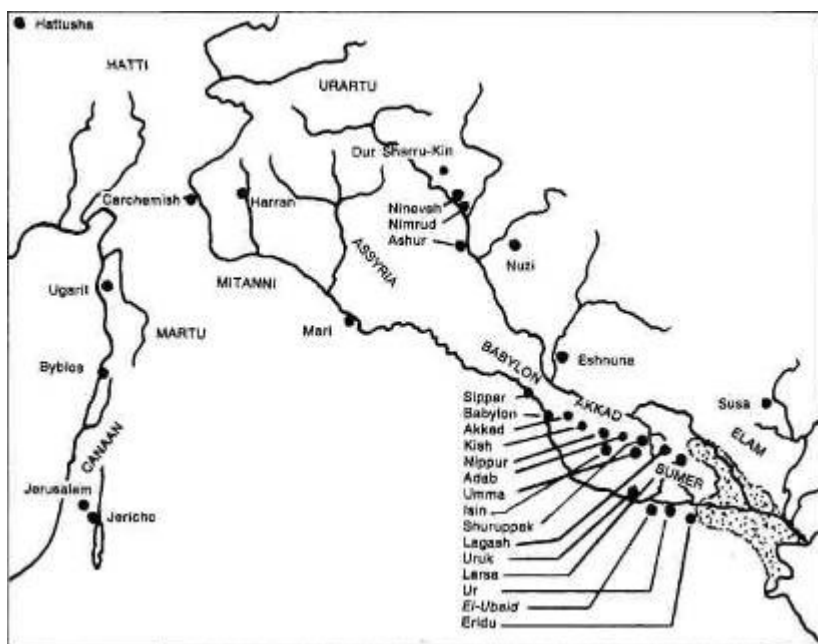 Hattusha
HATTI
URARTU
Dur Sharru-Kin
Carchemish
Harran
Nineveh
Nimrud
Ashur
ASSYRIA
Nuzi
Ugarit
MITANNI
MARTU
Mari
Byblos
BABYLON
Eshnuna
Sippar
AKKAD
Susa
Babylon
Akkad
ELAM
Kish
CANAAN
Nippur
Adab
SUMER
Umma
Jerusalem
Isin
Jericho
Shuruppak
Lagash
Uruk
Larsa
Ur
El-Ubaid
Eridu